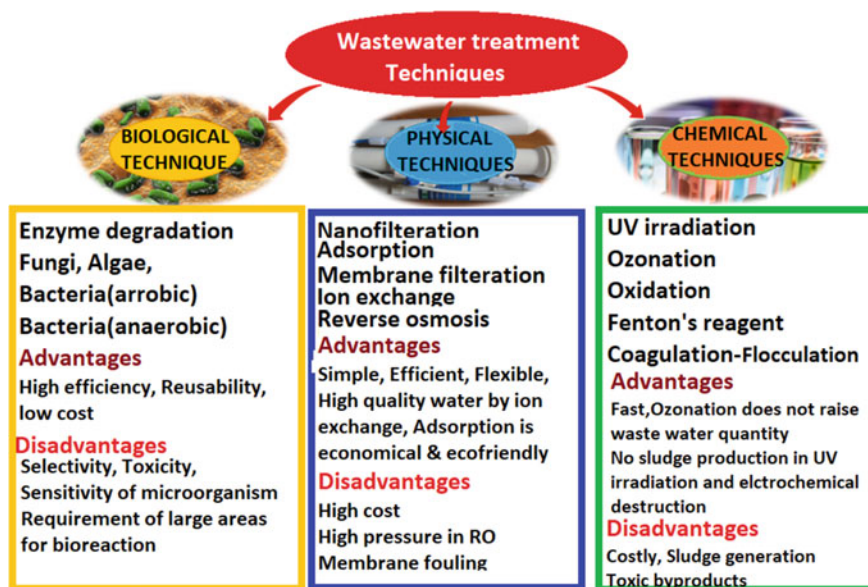 Wastewater treatment
Techniques
BIOLOGICAL
TECHNIQUE
PHYSICAL
TECHNIQUES
CHEMICAL
TECHNIQUES
Enzyme degradation
Fungi, Algae,
Bacteria(arrobic)
Bacteria(anaerobic)
Advantages
High efficiency, Reusability,
low cost
Disadvantages
Selectivity, Toxicity,
Sensitivity of microorganism
Requirement of large areas
for bioreaction
Nanofilteration
Adsorption
Membrane filteration
Ion exchange
Reverse osmosis
Advantages
Simple, Efficient, Flexible,
High quality water by ion
exchange, Adsorption is
economical & ecofriendly
Disadvantages
High cost
High pressure in RO
Membrane fouling
UV irradiation
Ozonation
Oxidation
Fenton's reagent
Coagulation-Flocculation
Advantages
Fast,Ozonation does not raise
waste water quantity
No sludge production in UV
irradiation and elctrochemical
destruction
Disadvantages
Costly, Sludge generation
Toxic byproducts